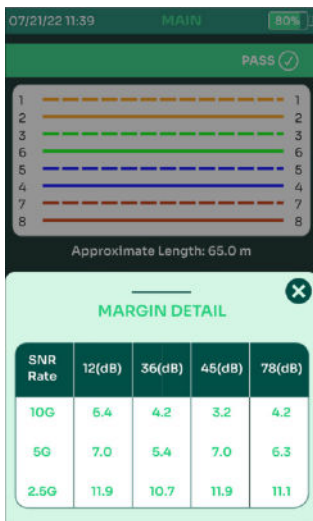 07/21/22 11:39 MAIN 80%
PASS
1 1
2 2
3 3
6 6
5 5
4 4
7 7
8 8
Approximate Length: 65.0 m
MARGIN DETAIL
SNR Rate 12(dB) 36(dB) 45(dB) 78(dB)
10G 6.4 4.2 3.2 4.2
5G 7.0 5.4 7.0 6.3
2.5G 11.9 10.7 11.9 11.1